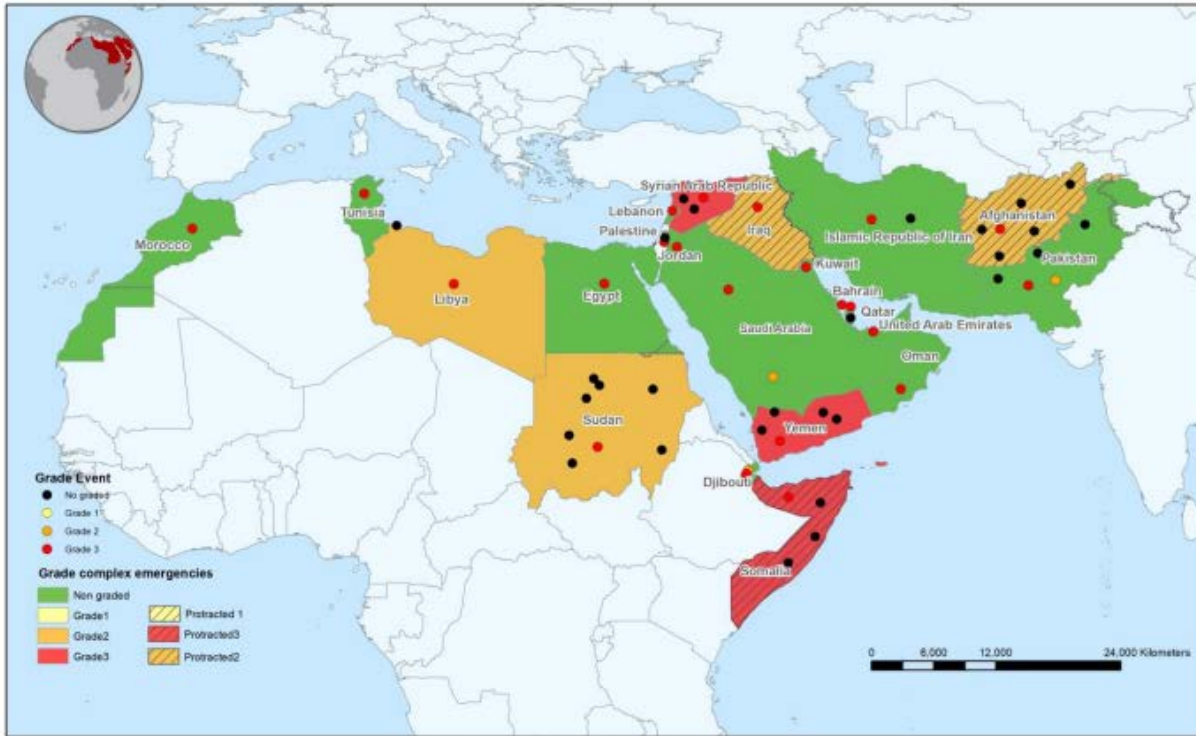 Syrian Arab Republic
Tunisia
Lebanon
Afghanistan
Palestine
Iraq
Islamic Republic of Iran
Morocco
Jordan
Pakistan
Kuwait
Libya
Egypt
Bahrain
Qatar
Saudi Arabia
United Arab Emirates
Oman
Sudan
Yemen
Djibouti
Somalia
Grade Event
No graded
Grade 1
Grade 2
Grade 3
Grade complex emergencies
Non graded
Grade1
Protracted 1
Grade2
Protracted3
Grade3
Protracted2
0 6,000 12,000 24,000 Kilometers